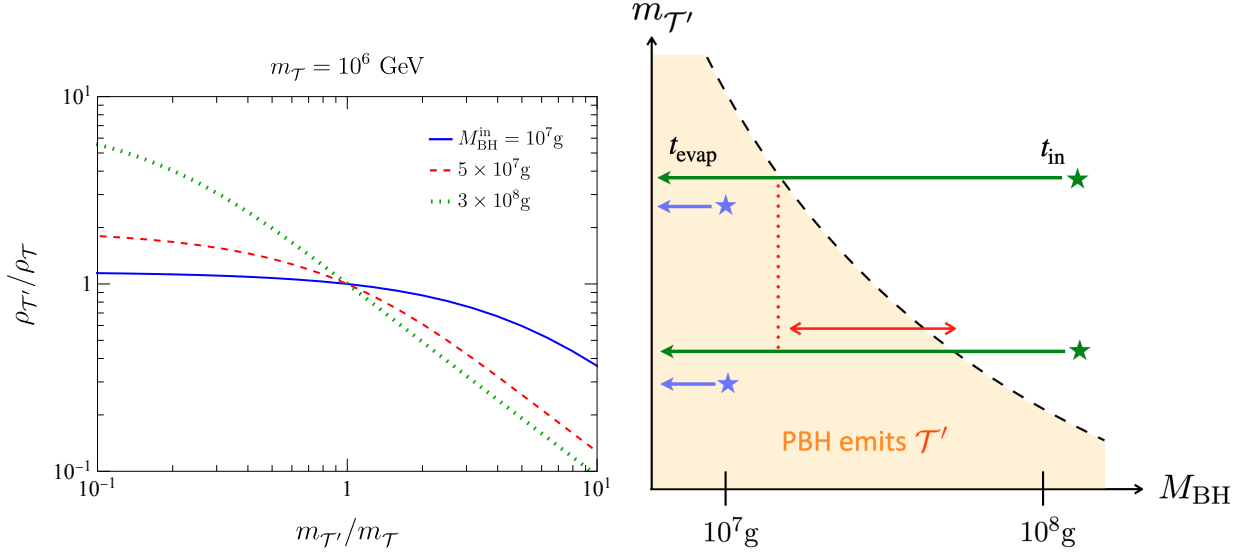 m_𝒯 = 10^6 GeV
10^1
1
10^-1
ρ_𝒯′/ρ_𝒯
M_BH^in = 10^7g
5 × 10^7g
3 × 10^8g
10^-1
1
10^1
m_𝒯′/m_𝒯
m_𝒯′
t_evap
t_in
PBH emits 𝒯′
10^7g
10^8g
M_BH